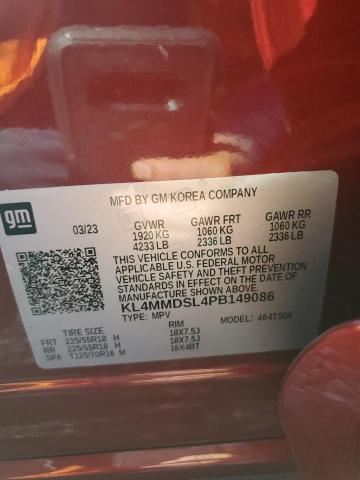 MFD BY GM KOREA COMPANY
gm
03/23 GVWR GAWR FRT GAWR RR
1920 KG 1060 KG 1060 KG
4233 LB 2336 LB 2336 LB
THIS VEHICLE CONFORMS TO ALL
APPLICABLE U.S. FEDERAL MOTOR
VEHICLE SAFETY, BUMPER, AND THEFT
PREVENTION STANDARDS IN EFFECT
ON THE DATE OF MANUFACTURE
SHOWN ABOVE.
KL4MMDSL4PB149086
TYPE: MPV MODEL: 464TS06
TIRE SIZE RIM
FRT 225/55R18 H 18X7.5J
RR 225/55R18 H 18X7.5J
SPA T125/70R16 M 16X4BT